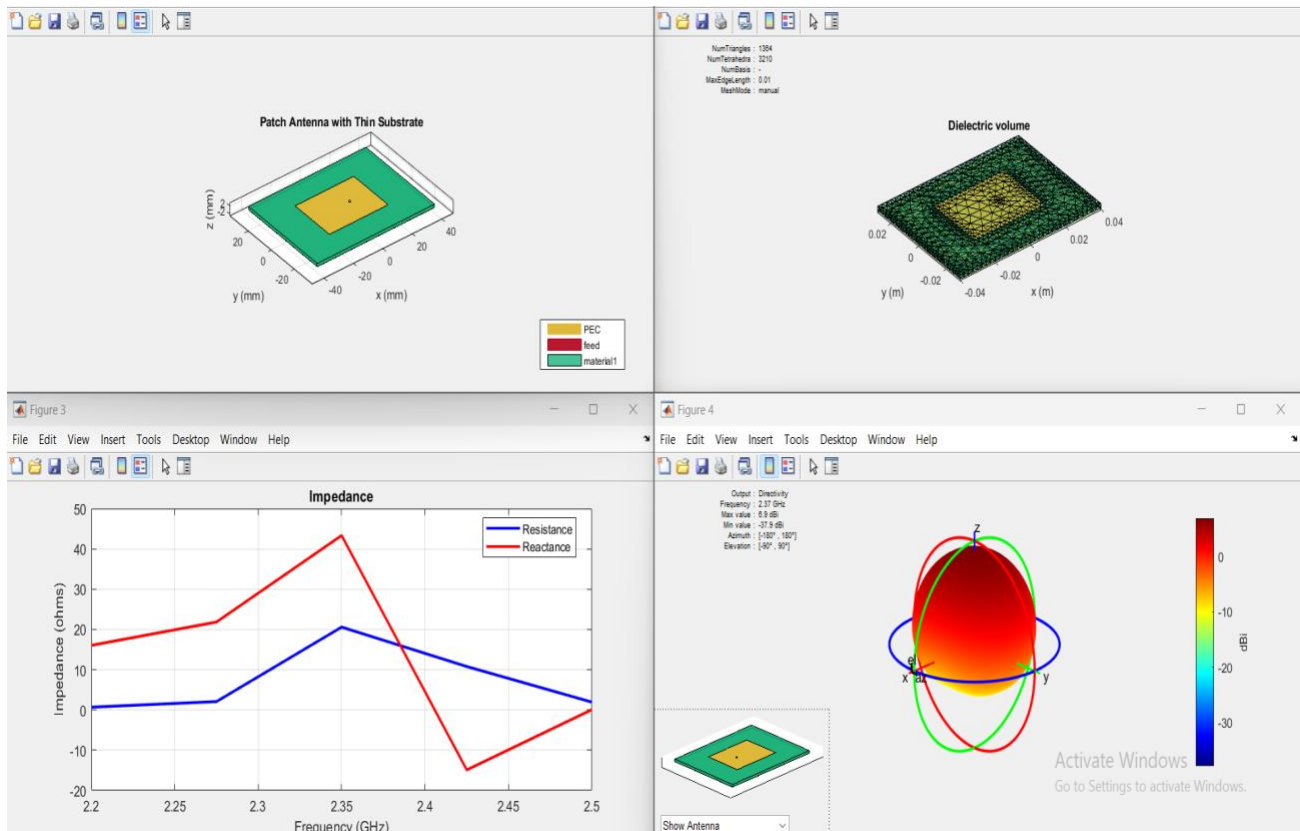 Patch Antenna with Thin Substrate
z (mm)
2
-2
20
0
-20
y (mm)
-40
-20
0
20
40
x (mm)
PEC
feed
material1
NumTriangles : 1364
NumTetrahedra : 3210
NumBasis : -
MaxEdgeLength : 0.01
MeshMode : manual
Dielectric volume
0.02
0
-0.02
y (m)
-0.04
-0.02
0
0.02
0.04
x (m)
Figure 3
File Edit View Insert Tools Desktop Window Help
Impedance
Impedance (ohms)
50
40
30
20
10
0
-10
-20
2.2 2.25 2.3 2.35 2.4 2.45 2.5
Frequency (GHz)
Resistance
Reactance
Figure 4
File Edit View Insert Tools Desktop Window Help
Output : Directivity
Frequency : 2.37 GHz
Max value : 6.9 dBi
Min value : -37.9 dBi
Azimuth : [-180° , 180°]
Elevation : [-90° , 90°]
z
el
x az
y
0
-10
-20
-30
dBi
Show Antenna
Activate Windows
Go to Settings to activate Windows.